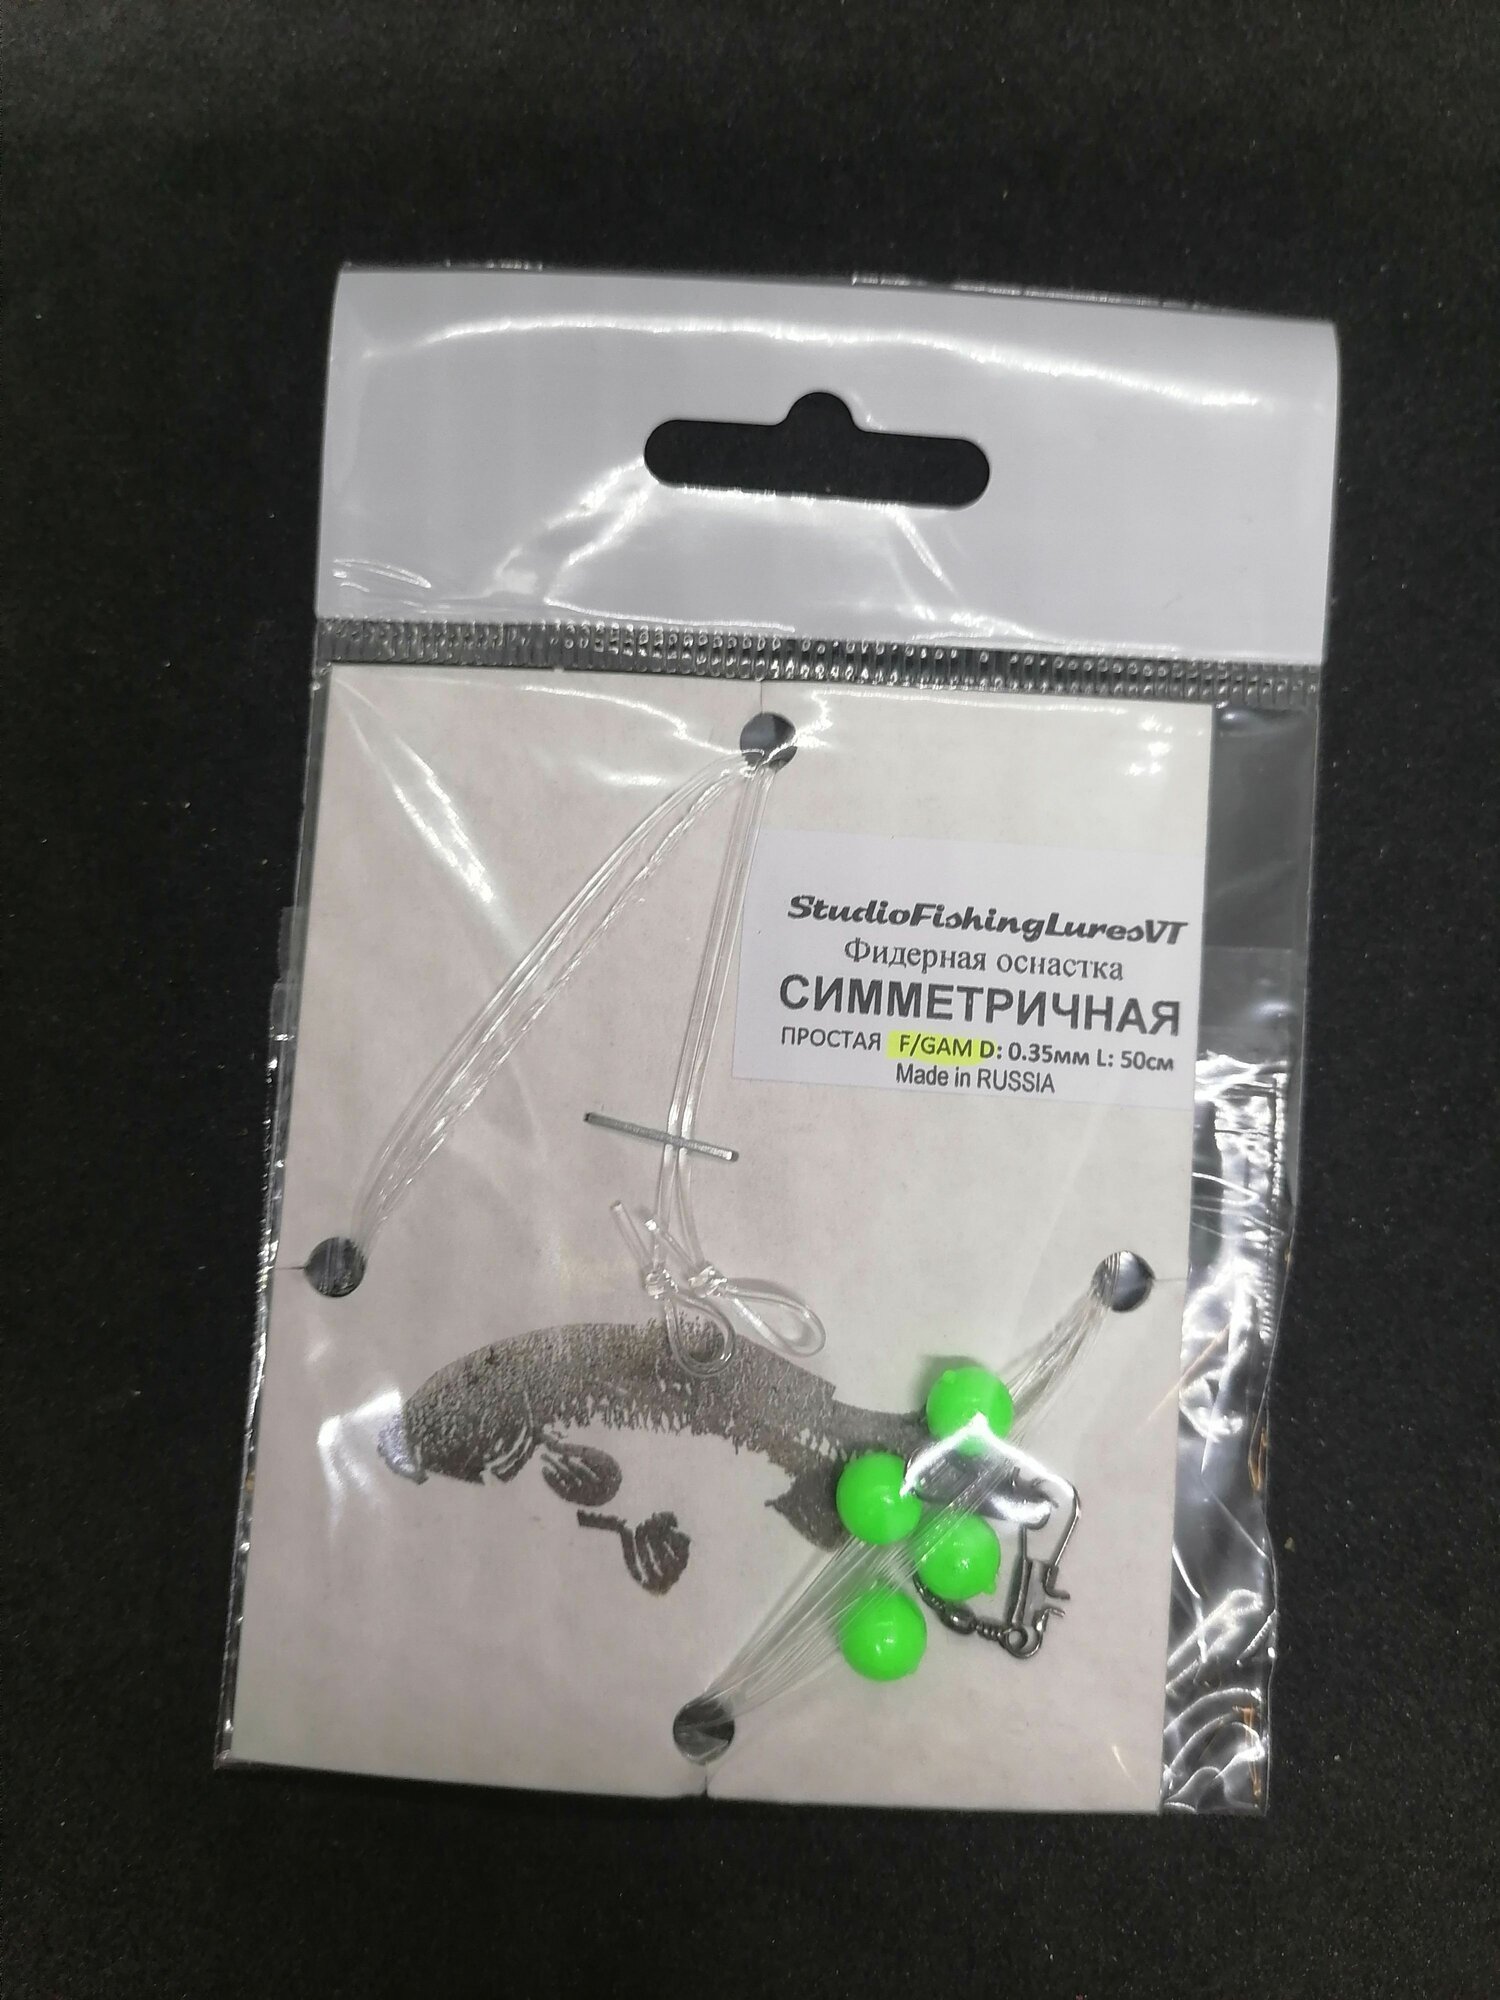 StudioFishingLuresVT
Фидерная оснастка
СИММЕТРИЧНАЯ
ПРОСТАЯ F/GAM D: 0.35мм L: 50см
Made in RUSSIA